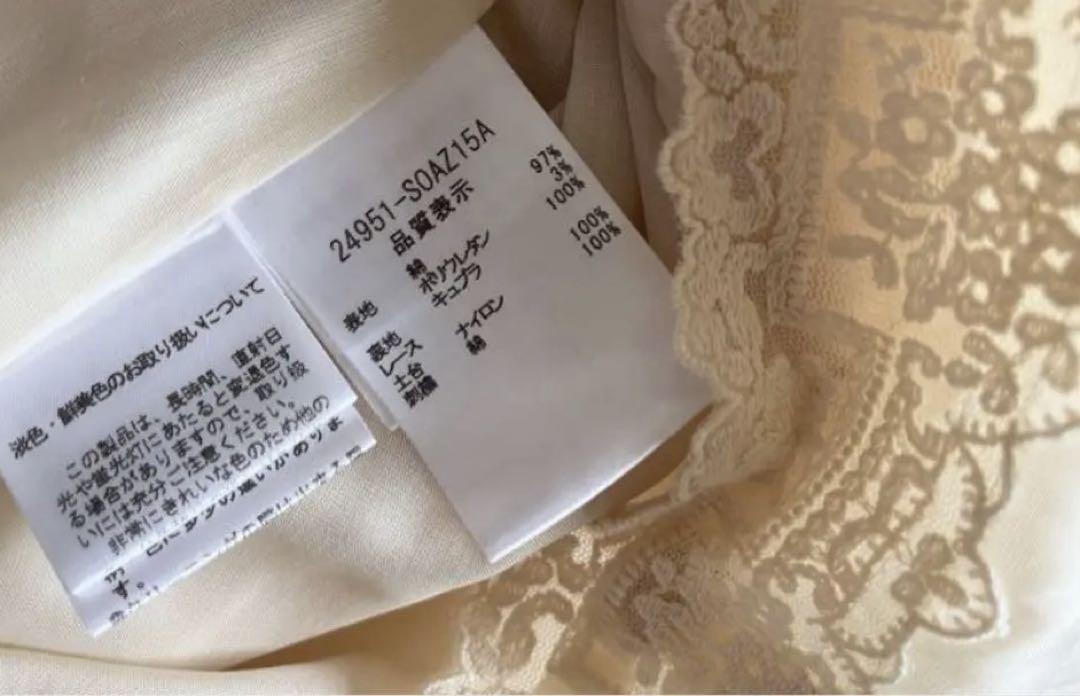 淡色・鮮美色のお取り扱いについて
この製品は、長時間、直射日
光や蛍光灯にあたると変退色す
る場合がありますので、取り扱
いには充分ご注意ください。
非常にきれいな色のため他の
す。
24951-S0AZ15A
品質表示
綿 97%
ポリウレタン 3%
表地 キュプラ 100%
表地
レース
土台 ナイロン 100%
刺繍 綿 100%